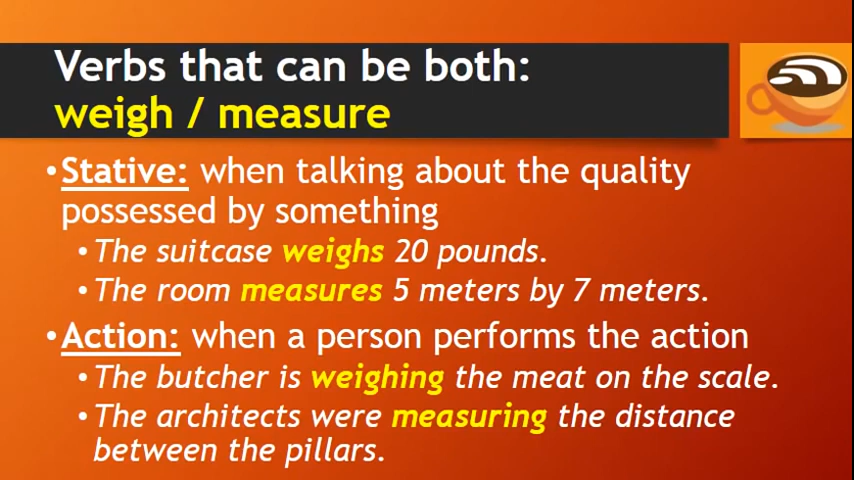 Verbs that can be both:
weigh / measure
•Stative: when talking about the quality
possessed by something
•The suitcase weighs 20 pounds.
•The room measures 5 meters by 7 meters.
•Action: when a person performs the action
•The butcher is weighing the meat on the scale.
•The architects were measuring the distance
between the pillars.